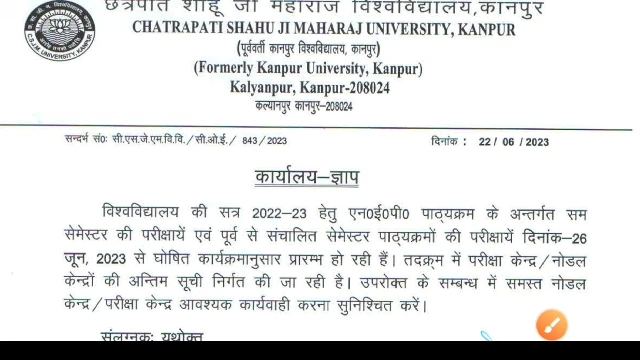 छत्रपति शाहू जी महाराज विश्वविद्यालय,कानपुर
CHATRAPATI SHAHU JI MAHARAJ UNIVERSITY, KANPUR
(पूर्ववर्ती कानपुर विश्वविद्यालय, कानपुर)
(Formerly Kanpur University, Kanpur)
Kalyanpur, Kanpur-208024
कल्यानपुर कानपुर–208024
सन्दर्भ सं0: सी.एस.जे.एम.वि.वि./सी.ओ.ई./ 843/2023 दिनांक : 22/06/2023
कार्यालय–ज्ञाप
विश्वविद्यालय की सत्र 2022–23 हेतु एन0ई0पी0 पाठ्यक्रम के अन्तर्गत सम
सेमेस्टर की परीक्षायें एवं पूर्व से संचालित सेमेस्टर पाठ्यक्रमों की परीक्षायें दिनांक–26
जून, 2023 से घोषित कार्यक्रमानुसार प्रारम्भ हो रही हैं। तदक्रम में परीक्षा केन्द्र/नोडल
केन्द्रों की अन्तिम सूची निर्गत की जा रही है। उपरोक्त के सम्बन्ध में समस्त नोडल
केन्द्र/परीक्षा केन्द्र आवश्यक कार्यवाही करना सुनिश्चित करें।
संलग्नकः यथोक्त